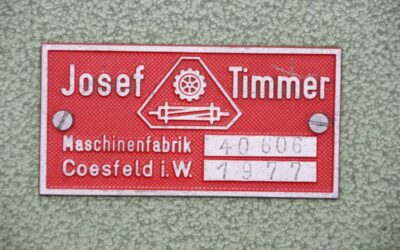 Josef Timmer
Maschinenfabrik 40606
Coesfeld i.W. 1977